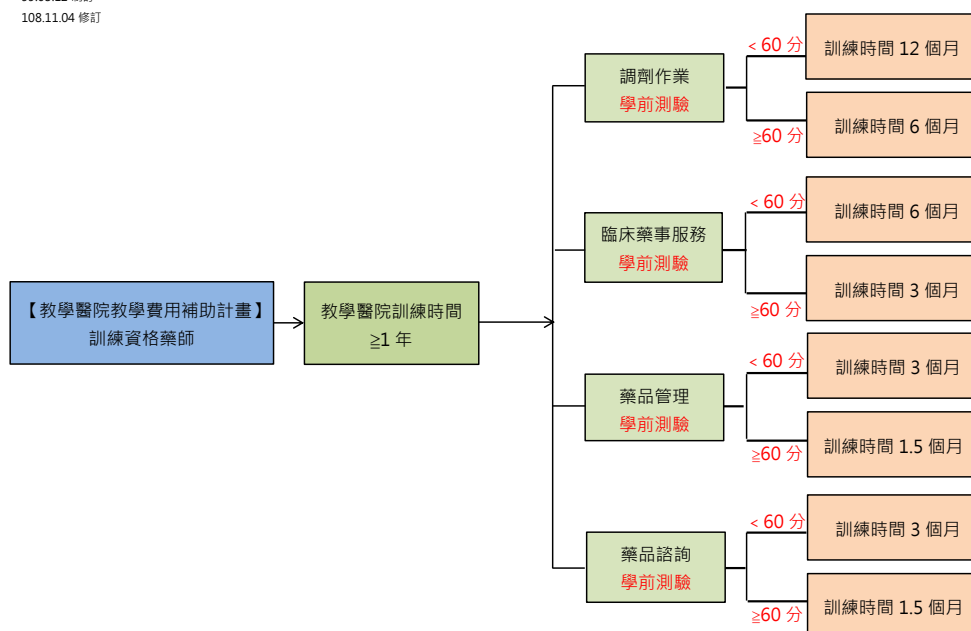 108.11.04 修訂
【教學醫院教學費用補助計畫】
訓練資格藥師
教學醫院訓練時間
≧1 年
調劑作業
學前測驗
< 60 分
訓練時間 12 個月
≧60 分
訓練時間 6 個月
臨床藥事服務
學前測驗
< 60 分
訓練時間 6 個月
≧60 分
訓練時間 3 個月
藥品管理
學前測驗
< 60 分
訓練時間 3 個月
≧60 分
訓練時間 1.5 個月
藥品諮詢
學前測驗
< 60 分
訓練時間 3 個月
≧60 分
訓練時間 1.5 個月